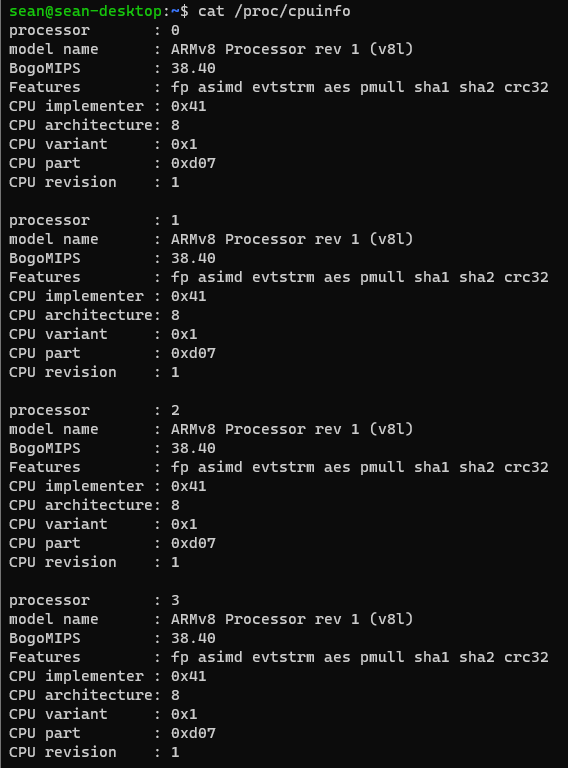 sean@sean-desktop:~$ cat /proc/cpuinfo
processor       : 0
model name      : ARMv8 Processor rev 1 (v8l)
BogoMIPS        : 38.40
Features        : fp asimd evtstrm aes pmull sha1 sha2 crc32
CPU implementer : 0x41
CPU architecture: 8
CPU variant     : 0x1
CPU part        : 0xd07
CPU revision    : 1

processor       : 1
model name      : ARMv8 Processor rev 1 (v8l)
BogoMIPS        : 38.40
Features        : fp asimd evtstrm aes pmull sha1 sha2 crc32
CPU implementer : 0x41
CPU architecture: 8
CPU variant     : 0x1
CPU part        : 0xd07
CPU revision    : 1

processor       : 2
model name      : ARMv8 Processor rev 1 (v8l)
BogoMIPS        : 38.40
Features        : fp asimd evtstrm aes pmull sha1 sha2 crc32
CPU implementer : 0x41
CPU architecture: 8
CPU variant     : 0x1
CPU part        : 0xd07
CPU revision    : 1

processor       : 3
model name      : ARMv8 Processor rev 1 (v8l)
BogoMIPS        : 38.40
Features        : fp asimd evtstrm aes pmull sha1 sha2 crc32
CPU implementer : 0x41
CPU architecture: 8
CPU variant     : 0x1
CPU part        : 0xd07
CPU revision    : 1